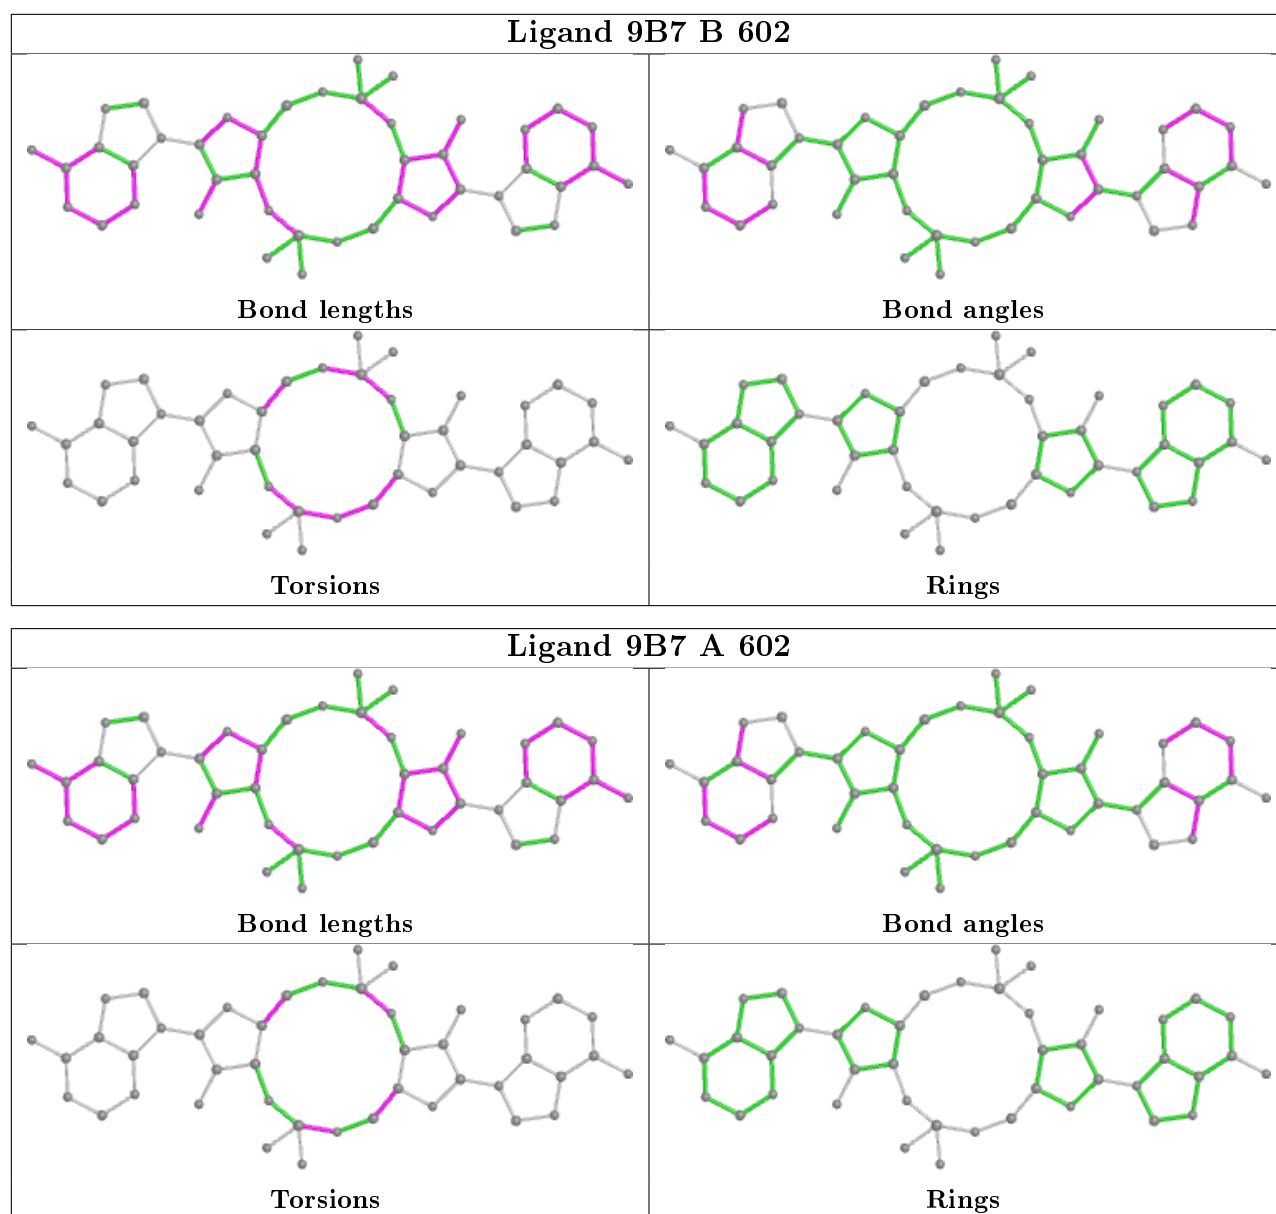 Ligand 9B7 B 602
Bond lengths
Bond angles
Torsions
Rings
Ligand 9B7 A 602
Bond lengths
Bond angles
Torsions
Rings